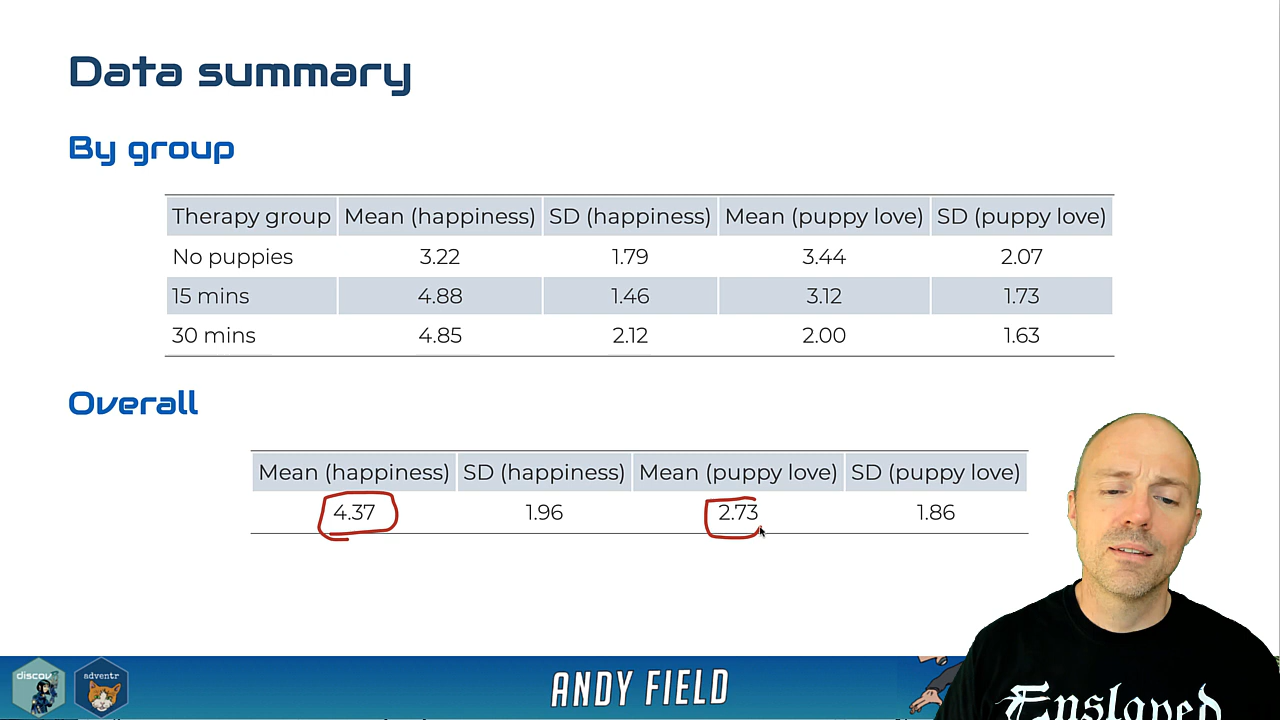 Data summary
By group
Therapy group Mean (happiness) SD (happiness) Mean (puppy love) SD (puppy love)
No puppies 3.22 1.79 3.44 2.07
15 mins 4.88 1.46 3.12 1.73
30 mins 4.85 2.12 2.00 1.63
Overall
Mean (happiness) SD (happiness) Mean (puppy love) SD (puppy love)
4.37 1.96 2.73 1.86
discov adventr
ANDY FIELD
Enslaved